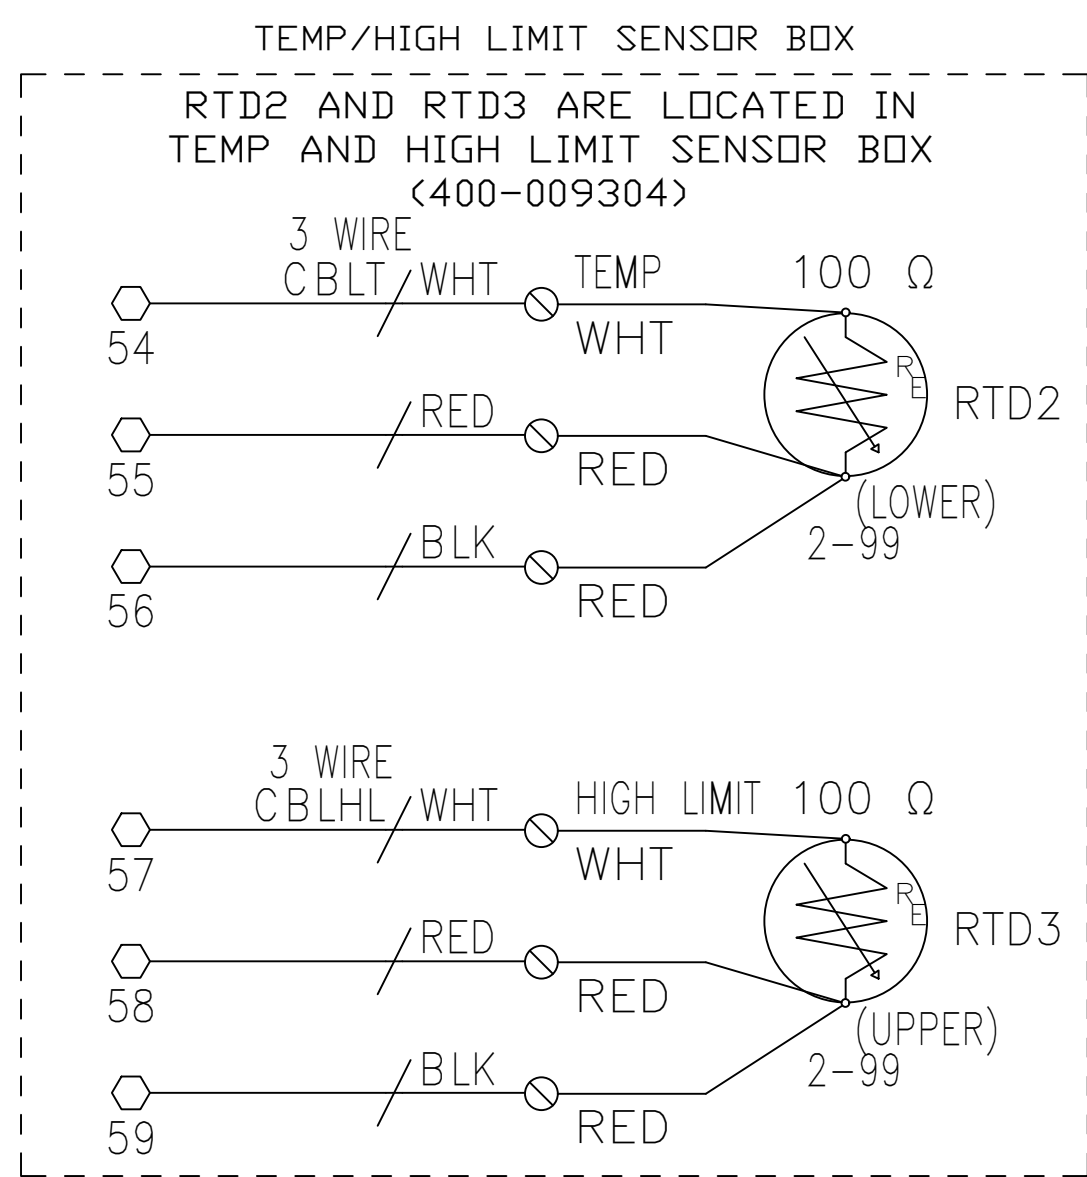 TEMP/HIGH LIMIT SENSOR BOX
RTD2 AND RTD3 ARE LOCATED IN
TEMP AND HIGH LIMIT SENSOR BOX
(400-009304)
3 WIRE
CBLT WHT TEMP 100 Ω
54 WHT
RE RTD2
RED
55 RED
(LOWER)
2-99
BLK
56 RED
3 WIRE
CBLHL WHT HIGH LIMIT 100 Ω
57 WHT
RE RTD3
RED
58 RED
(UPPER)
2-99
BLK
59 RED